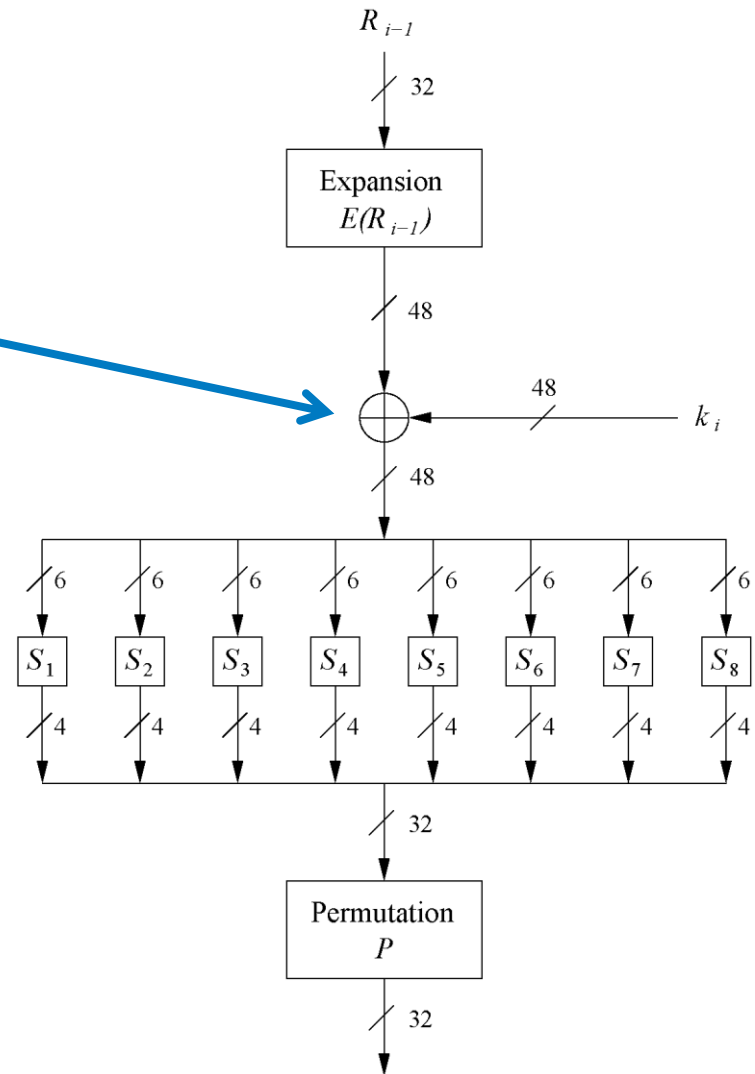 R i−1
32
Expansion
E(R i−1)
48
48
k i
48
6 6 6 6 6 6 6 6
S1 S2 S3 S4 S5 S6 S7 S8
4 4 4 4 4 4 4 4
32
Permutation
P
32